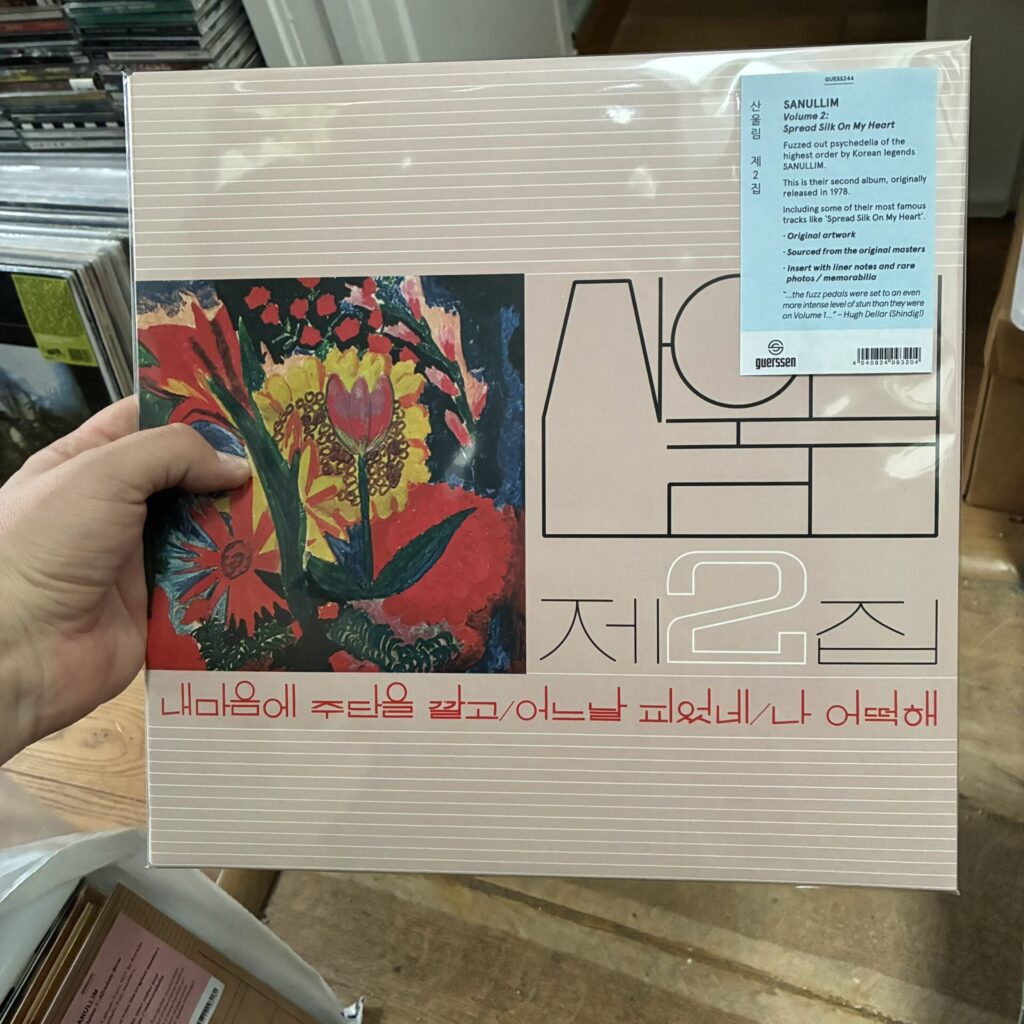 GUESS244
산울림 제2집
SANULLIM
Volume 2:
Spread Silk On My Heart
Fuzzed out psychedelia of the
highest order by Korean legends
SANULLIM.
This is their second album, originally
released in 1978.
Including some of their most famous
tracks like ‘Spread Silk On My Heart’.
· Original artwork
· Sourced from the original masters
· Insert with liner notes and rare
photos / memorabilia
"...the fuzz pedals were set to an even
more intense level of stun than they were
on Volume 1..." – Hugh Dellar (Shindig!)
guerssen
4 040824 093204
산울림
제2집
내마음에 주단을 깔고/어느날 피었네/나 어떡해
SANULLIM